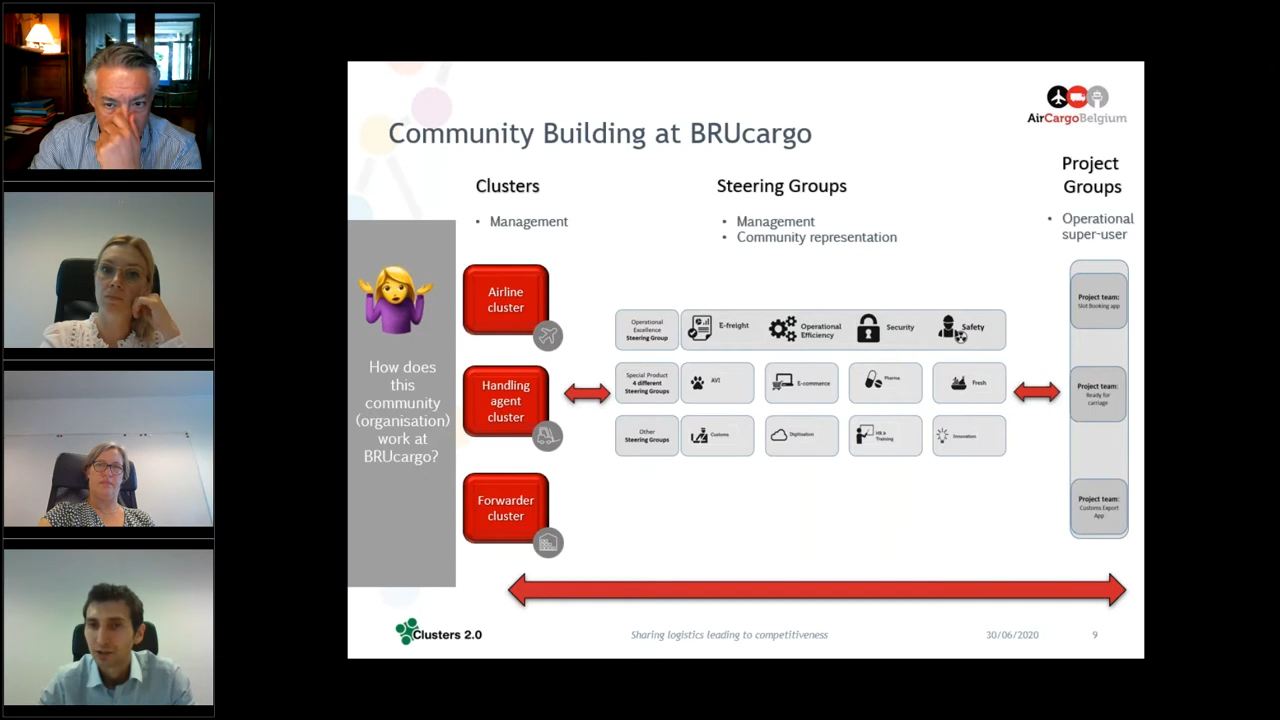 AirCargoBelgium
Community Building at BRUcargo
Clusters
• Management
Steering Groups
• Management
• Community representation
Project
Groups
• Operational
super-user
How does
this
community
(organisation)
work at
BRUcargo?
Airline
cluster
Handling
agent
cluster
Forwarder
cluster
Operational
Excellence
Steering Group
E-freight
Operational
Efficiency
Security
Safety
Special Product
4 different
Steering Groups
AVI
E-commerce
Pharma
Fresh
Other
Steering Groups
Customs
Digitization
HR &
Training
Innovation
Project team:
Slot Booking app
Project team:
Ready for
carriage
Project team:
Customs Export
App
Clusters 2.0
Sharing logistics leading to competitiveness
30/06/2020
9